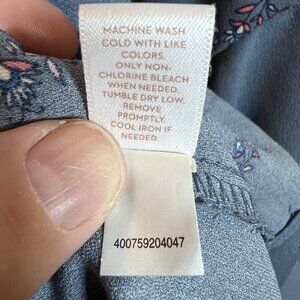 MACHINE WASH
COLD WITH LIKE
COLORS.
ONLY NON-
CHLORINE BLEACH
WHEN NEEDED.
TUMBLE DRY LOW.
REMOVE
PROMPTLY.
COOL IRON IF
NEEDED.
400759204047